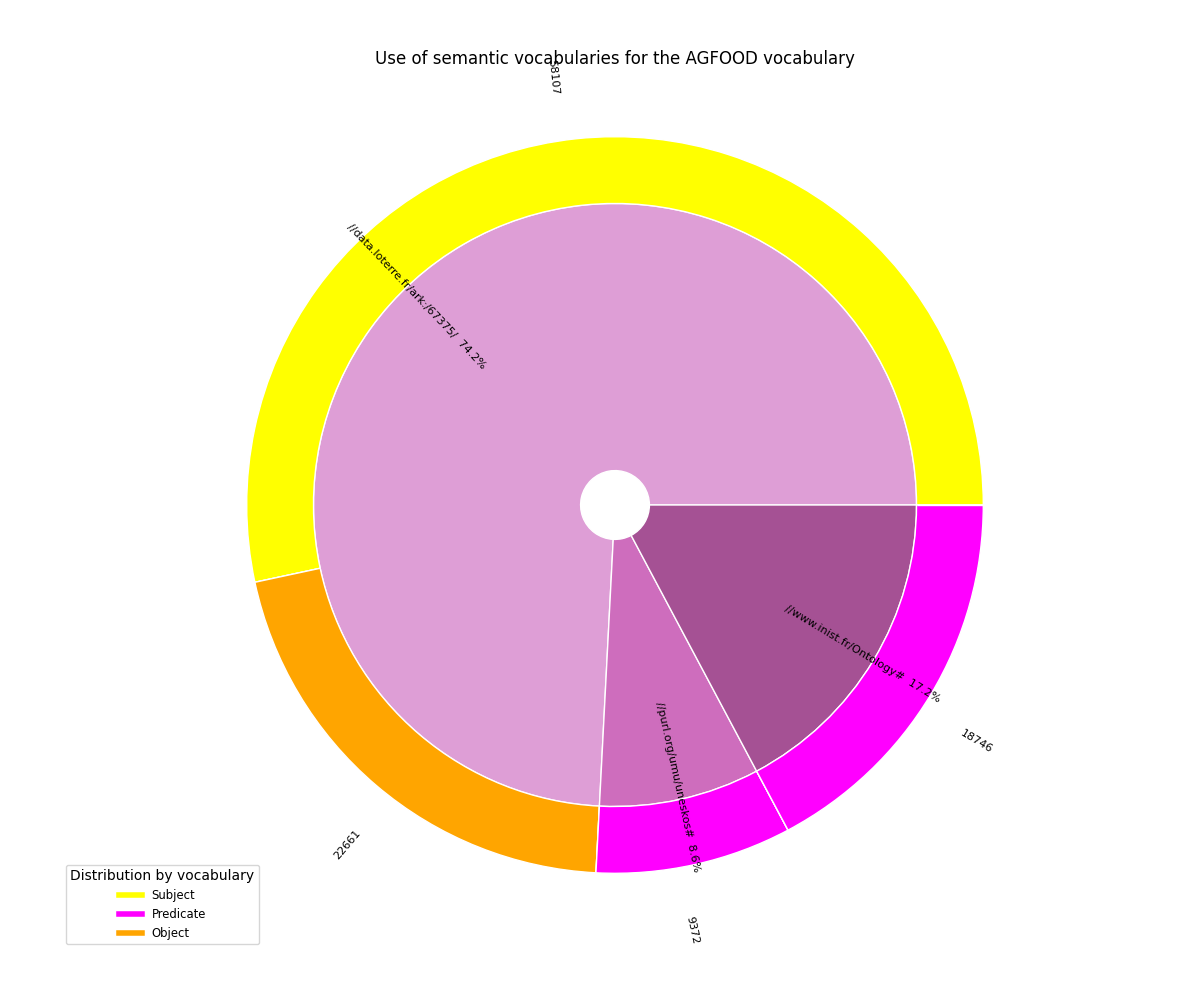 Use of semantic vocabularies for the AGFOOD vocabulary
58107
//data.loterre.fr/ark:/67375/ 74.2%
//www.inist.fr/Ontology# 17.2%
18746
//purl.org/umu/uneskos# 8.6%
22661
9372
Distribution by vocabulary
Subject
Predicate
Object